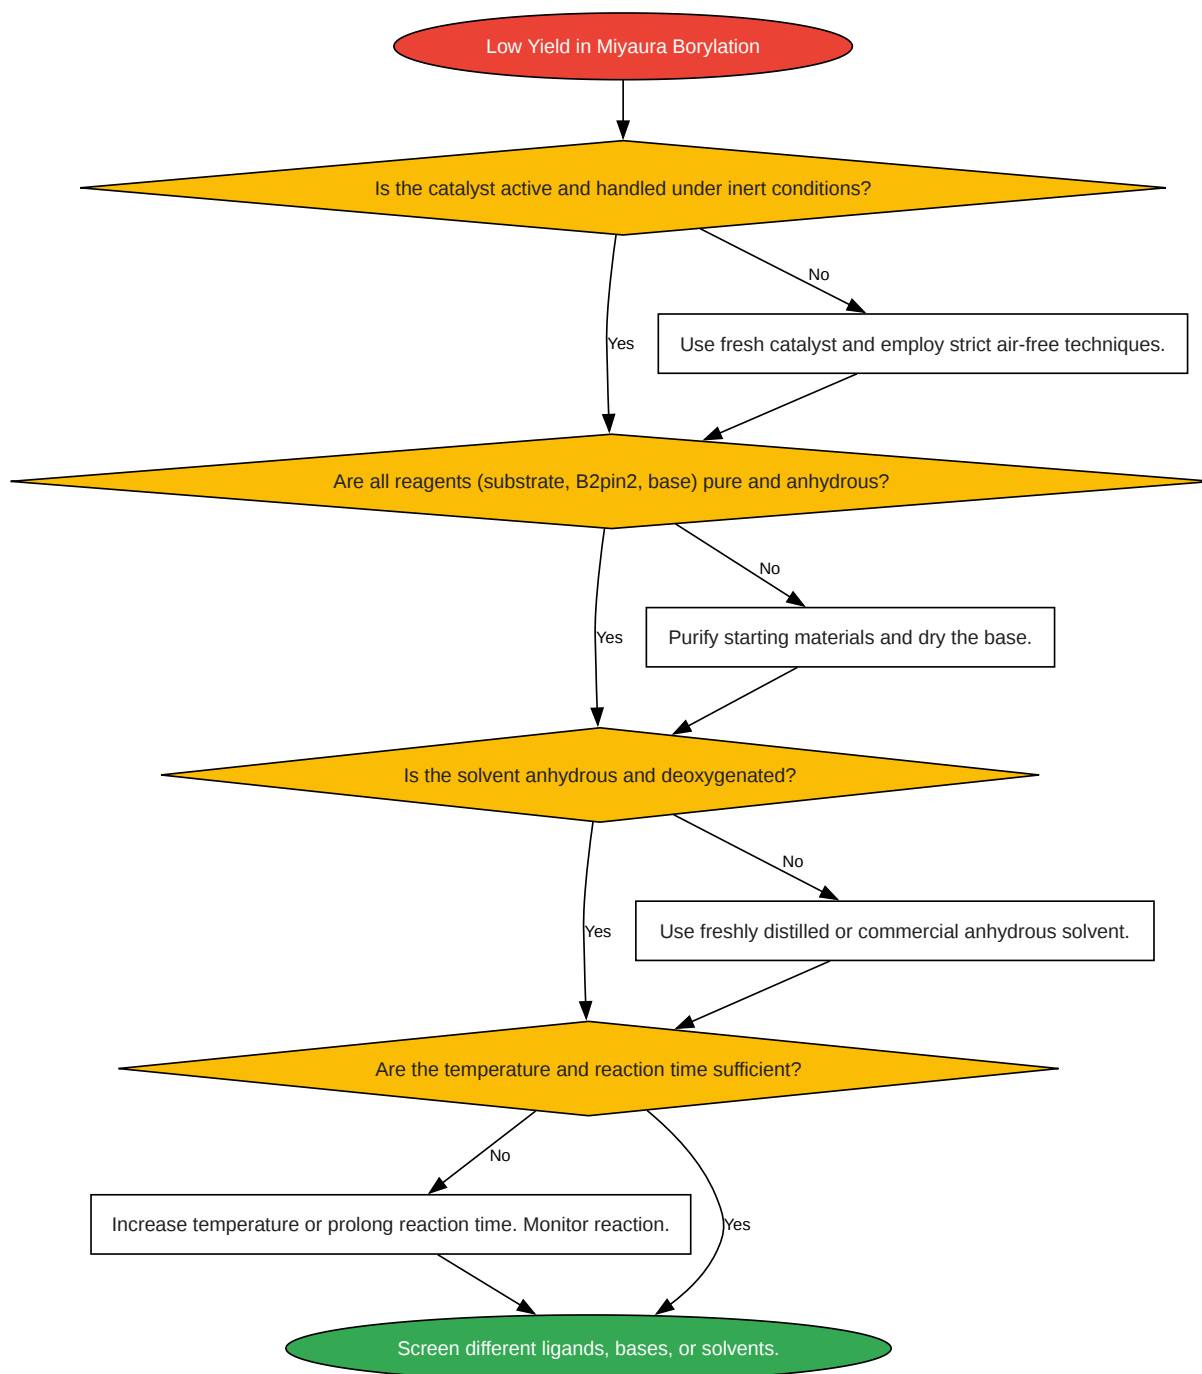 Low Yield in Miyaura Borylation
Is the catalyst active and handled under inert conditions?
No
Yes
Use fresh catalyst and employ strict air-free techniques.
Are all reagents (substrate, B2pin2, base) pure and anhydrous?
No
Yes
Purify starting materials and dry the base.
Is the solvent anhydrous and deoxygenated?
No
Yes
Use freshly distilled or commercial anhydrous solvent.
Are the temperature and reaction time sufficient?
No
Increase temperature or prolong reaction time. Monitor reaction.
Yes
Screen different ligands, bases, or solvents.